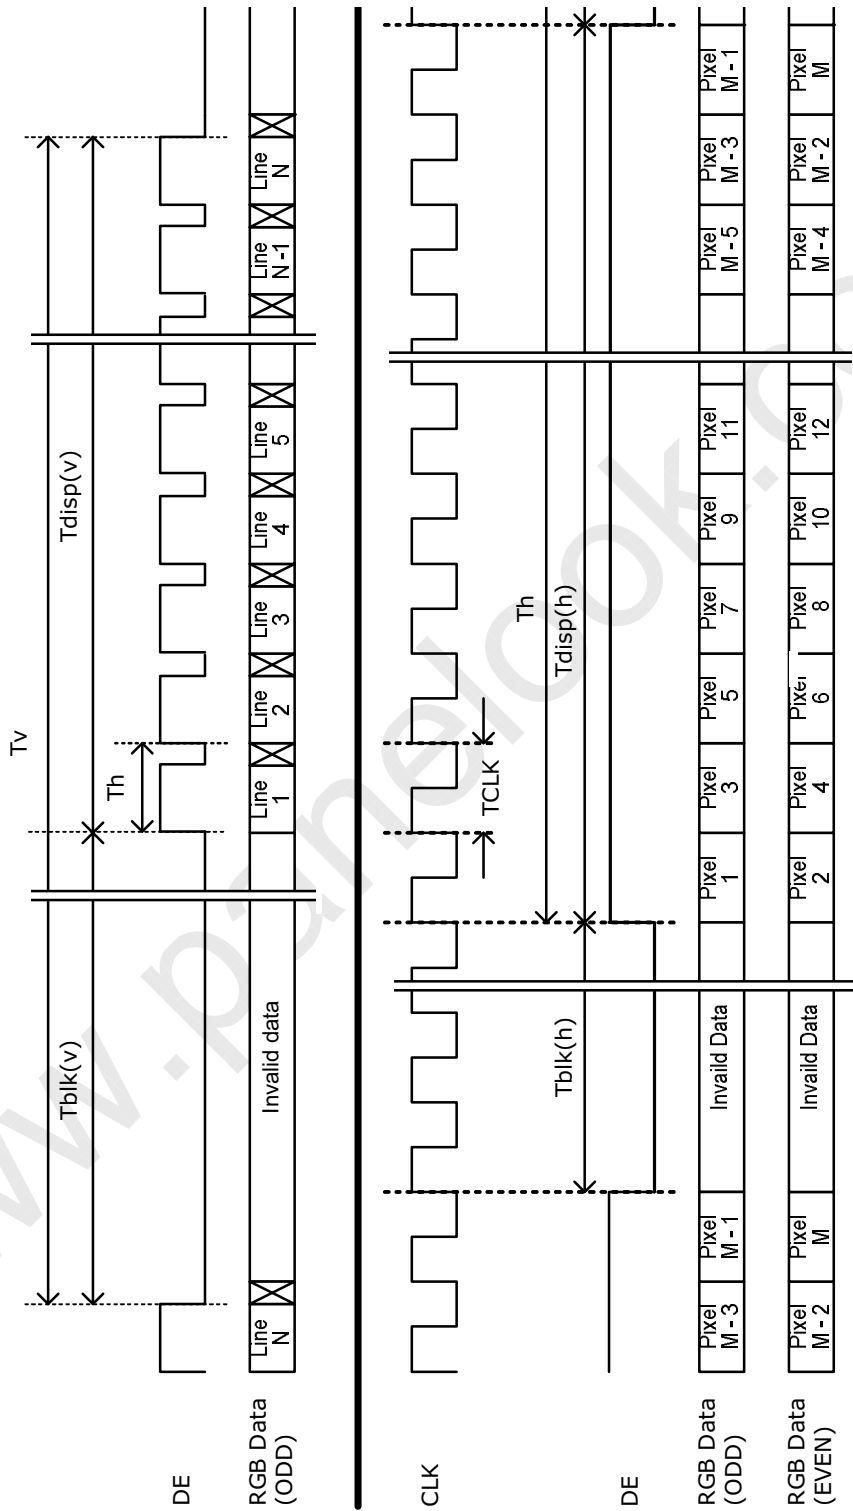 Tv
Tblk(v)
Tdisp(v)
Th
DE
RGB Data
(ODD)
Line
N
Invalid data
Line
1
Line
2
Line
3
Line
4
Line
5
Line
N-1
Line
N
CLK
TCLK
Th
Tblk(h)
Tdisp(h)
DE
RGB Data
(ODD)
Pixel
M - 3
Pixel
M - 1
Invaild Data
Pixel
1
Pixel
3
Pixel
5
Pixel
7
Pixel
9
Pixel
11
Pixel
M - 5
Pixel
M - 3
Pixel
M - 1
RGB Data
(EVEN)
Pixel
M - 2
Pixel
M
Invaild Data
Pixel
2
Pixel
4
Pixel
6
Pixel
8
Pixel
10
Pixel
12
Pixel
M - 4
Pixel
M - 2
Pixel
M
www.panelook.co